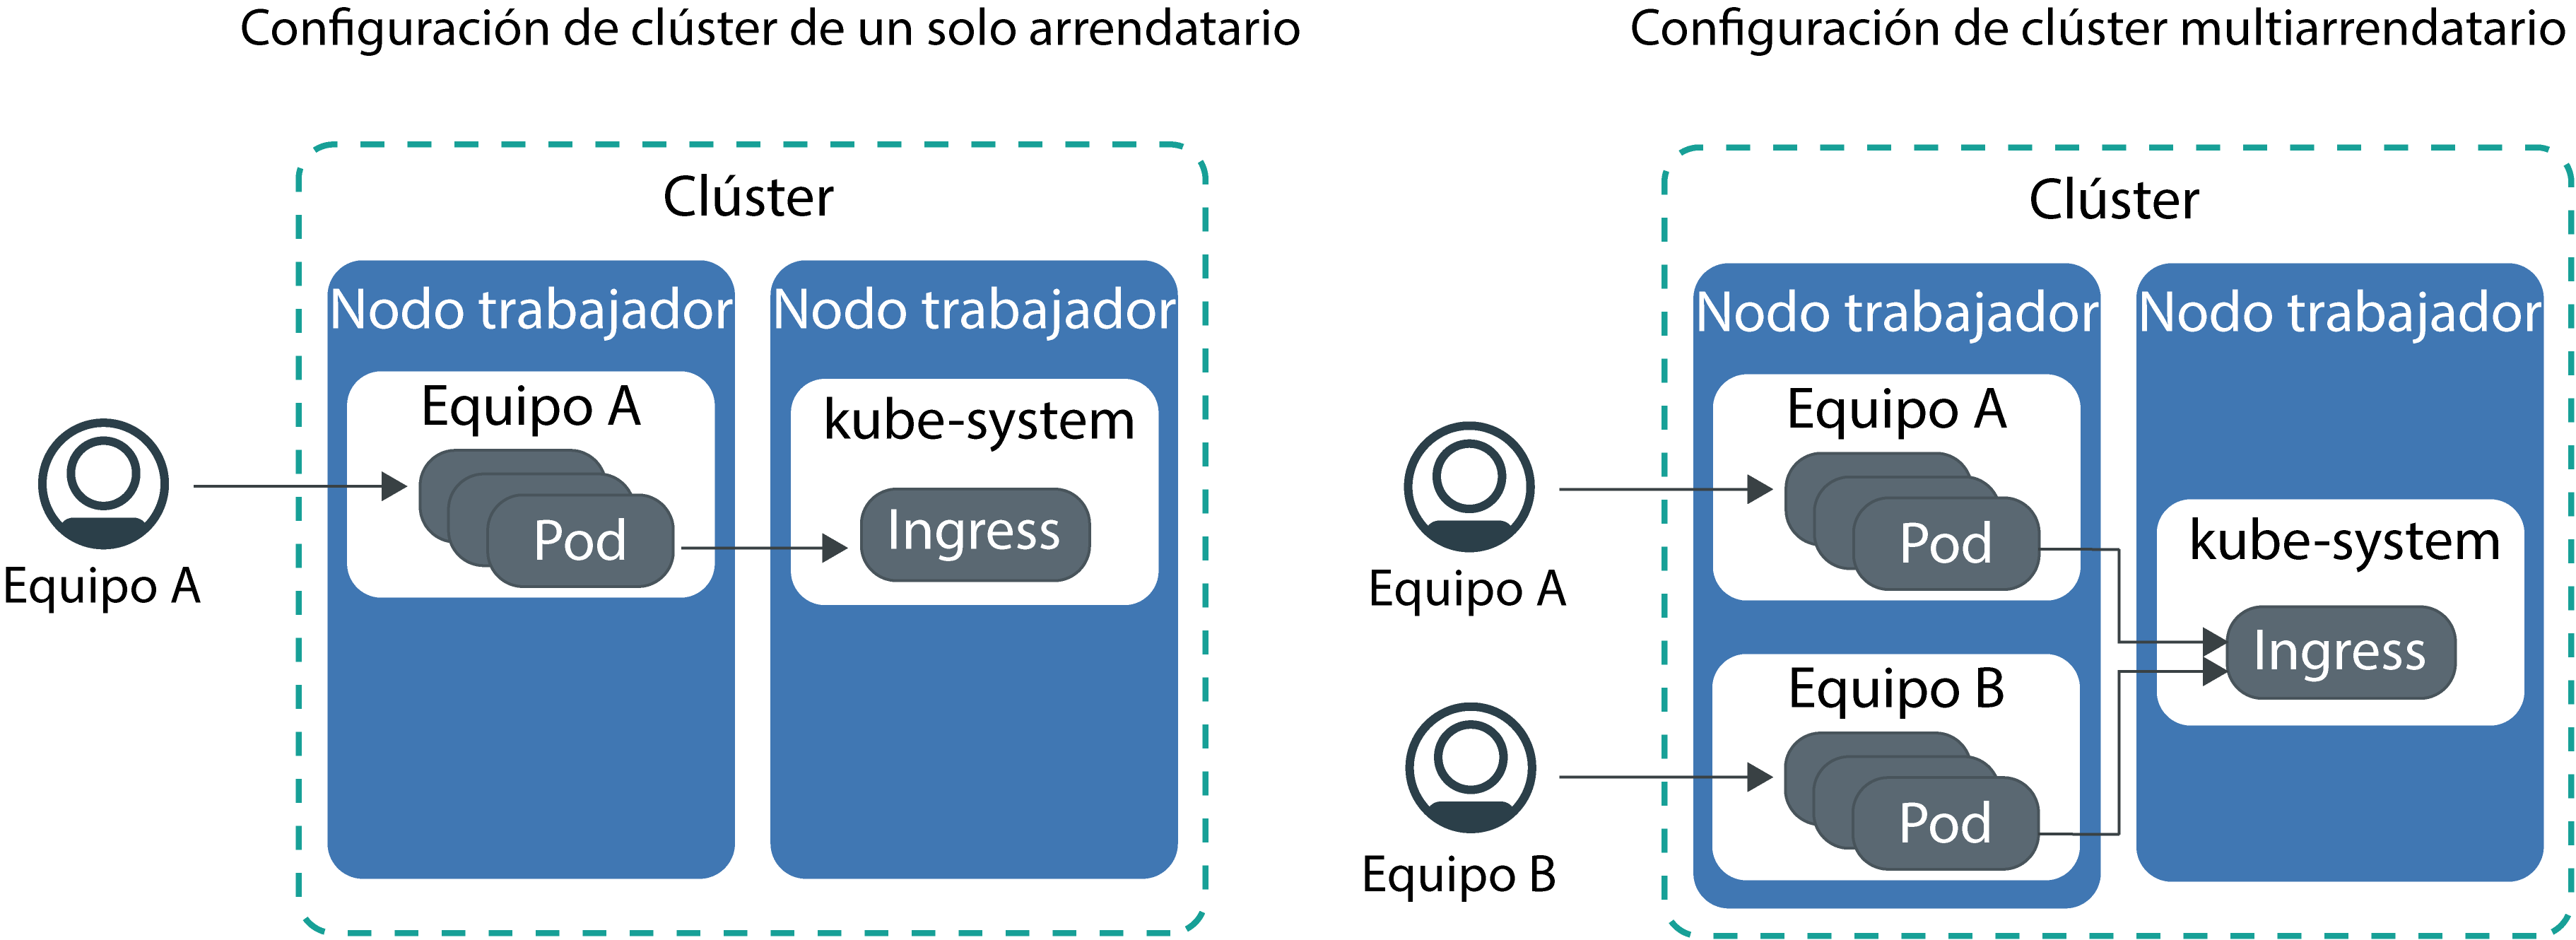 Configuración de clúster de un solo arrendatario
Clúster
Nodo trabajador
Nodo trabajador
Equipo A
kube-system
Pod
Ingress
Equipo A
Configuración de clúster multiarrendatario
Clúster
Nodo trabajador
Nodo trabajador
Equipo A
Pod
kube-system
Equipo A
Ingress
Equipo B
Pod
Equipo B